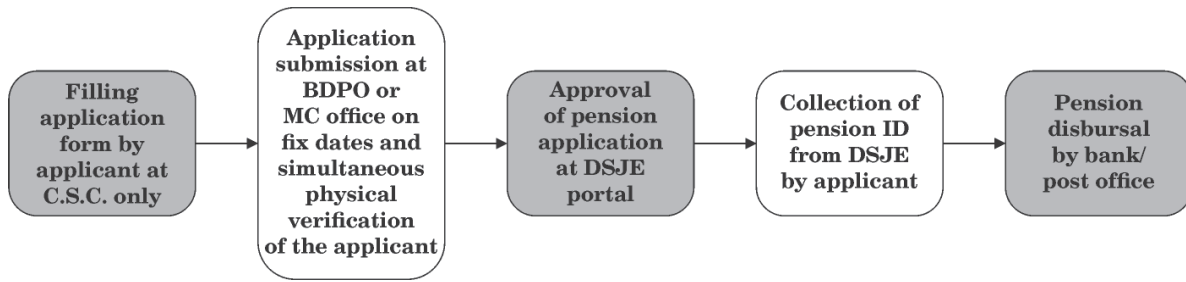 Filling
application
form by
applicant at
C.S.C. only
Application
submission at
BDPO or
MC office on
fix dates and
simultaneous
physical
verification
of the applicant
Approval
of pension
application
at DSJE
portal
Collection of
pension ID
from DSJE
by applicant
Pension
disbursal
by bank/
post office